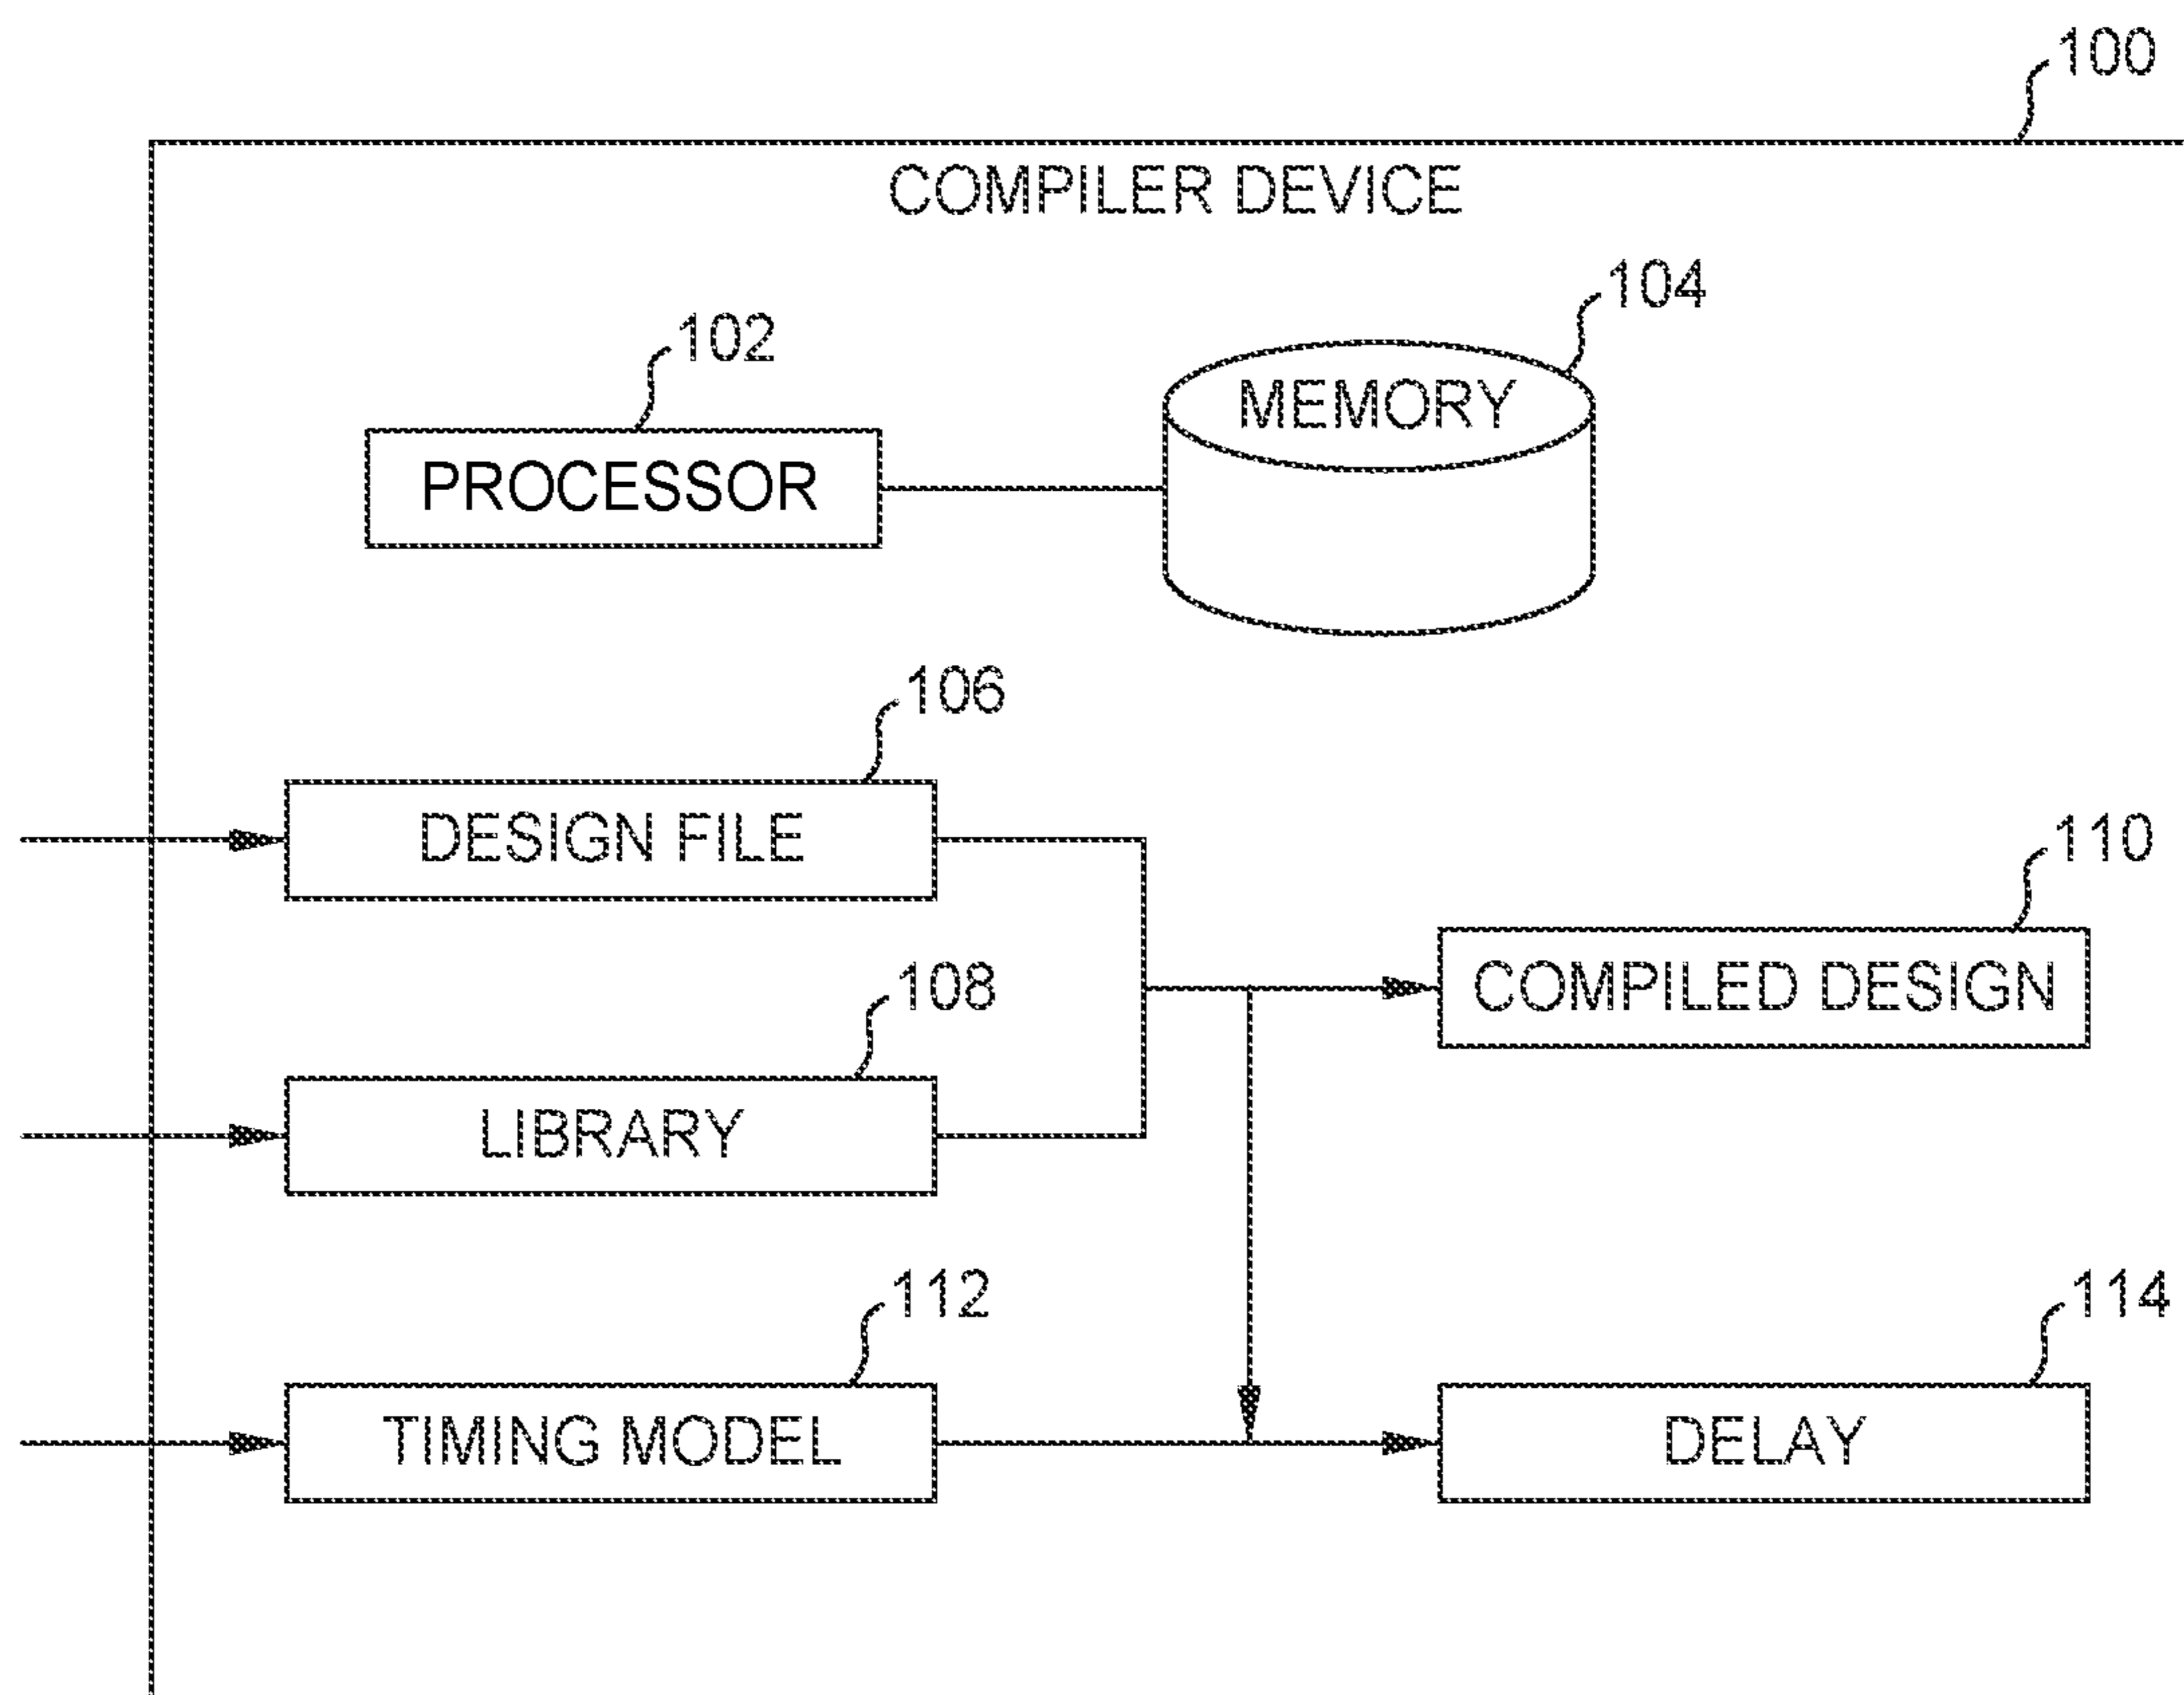 100
COMPILER DEVICE
104
102
MEMORY
PROCESSOR
106
DESIGN FILE
110
108
COMPILED DESIGN
LIBRARY
112
114
TIMING MODEL
DELAY